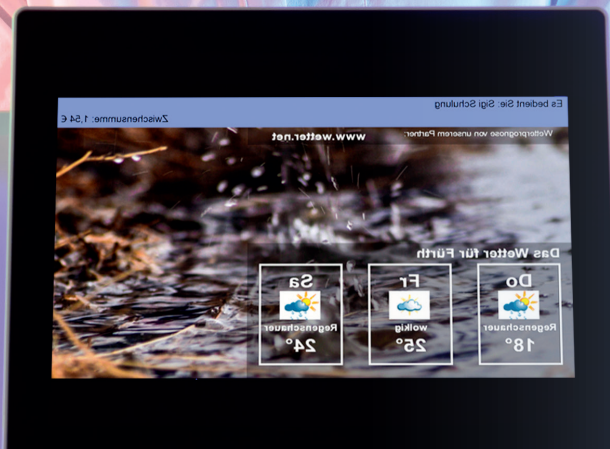 Es bedient Sie: Sigi Schulung
Zwischensumme: 1,54 €
Wetterprognose von unserem Partner: www.wetter.net
Das Wetter für Fürth
Do Fr Sa
Regenschauer wolkig Regenschauer
18° 25° 24°